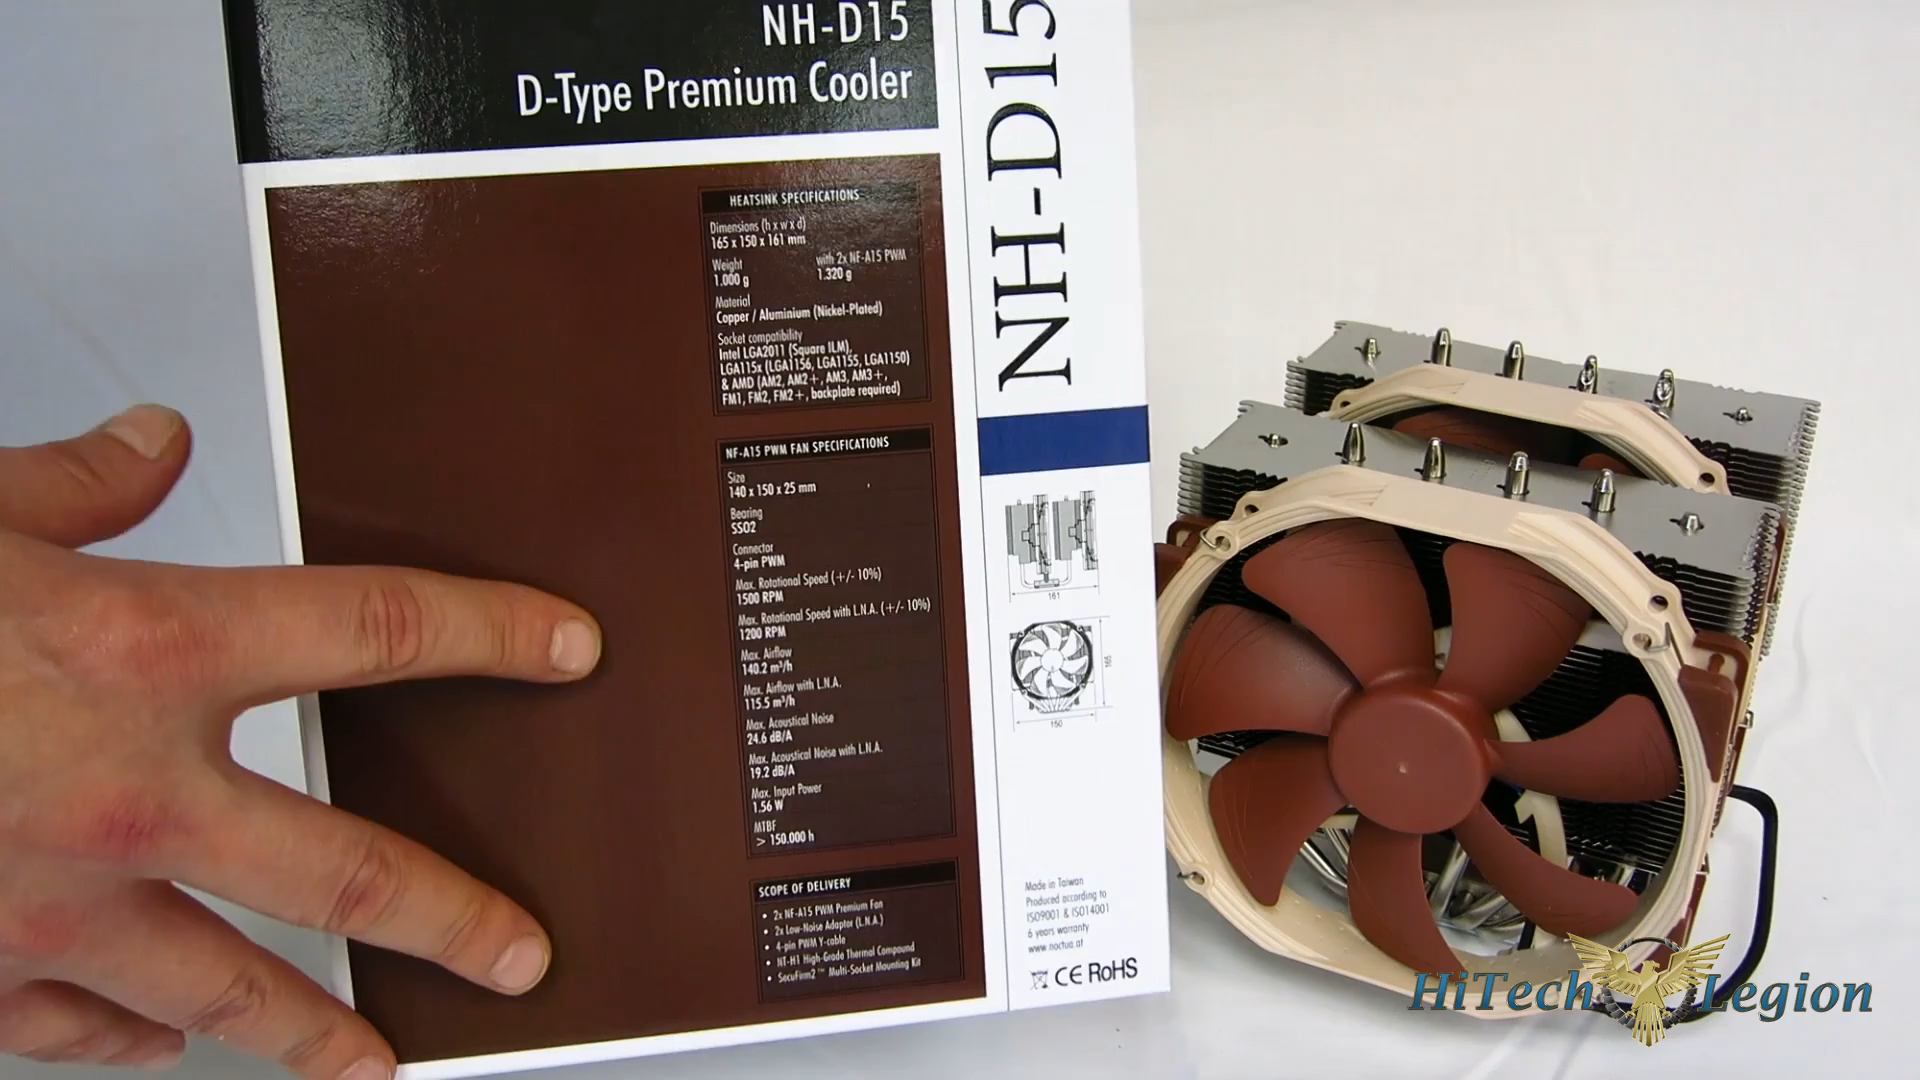 NH-D15
D-Type Premium Cooler
HEATSINK SPECIFICATIONS
Dimensions (h x w x d)
165 x 150 x 161 mm
Weight with 2x NF-A15 PWM
1.000 g 1.320 g
Material
Copper / Aluminium (Nickel-Plated)
Socket compatibility
Intel LGA2011 (Square ILM),
LGA115x (LGA1156, LGA1155, LGA1150)
& AMD (AM2, AM2+, AM3, AM3+,
FM1, FM2, FM2+, backplate required)
NF-A15 PWM FAN SPECIFICATIONS
Size
140 x 150 x 25 mm
Bearing
SSO2
Connector
4-pin PWM
Max. Rotational Speed (+/- 10%)
1500 RPM
Max. Rotational Speed with L.N.A. (+/- 10%)
1200 RPM
Max. Airflow
140.2 m³/h
Max. Airflow with L.N.A.
115.5 m³/h
Max. Acoustical Noise
24.6 dB/A
Max. Acoustical Noise with L.N.A.
19.2 dB/A
Max. Input Power
1.56 W
MTBF
> 150.000 h
SCOPE OF DELIVERY
• 2x NF-A15 PWM Premium Fan
• 2x Low-Noise Adaptor (L.N.A.)
• 4-pin PWM Y-cable
• NT-H1 High-Grade Thermal Compound
• SecuFirm2™ Multi-Socket Mounting Kit
NH-D15
161
165
150
Made in Taiwan
Produced according to
ISO9001 & ISO14001
6 years warranty
www.noctua.at
CE RoHS
HiTech Legion